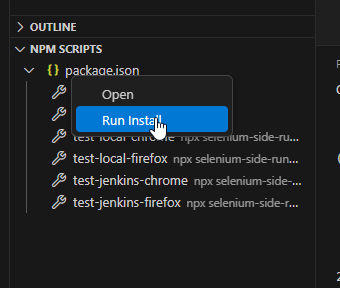 OUTLINE
NPM SCRIPTS
{} package.json
Open
Run Install
test-local-chrome npx selenium-side-run...
test-local-firefox npx selenium-side-run...
test-jenkins-chrome npx selenium-side-...
test-jenkins-firefox npx selenium-side-r...